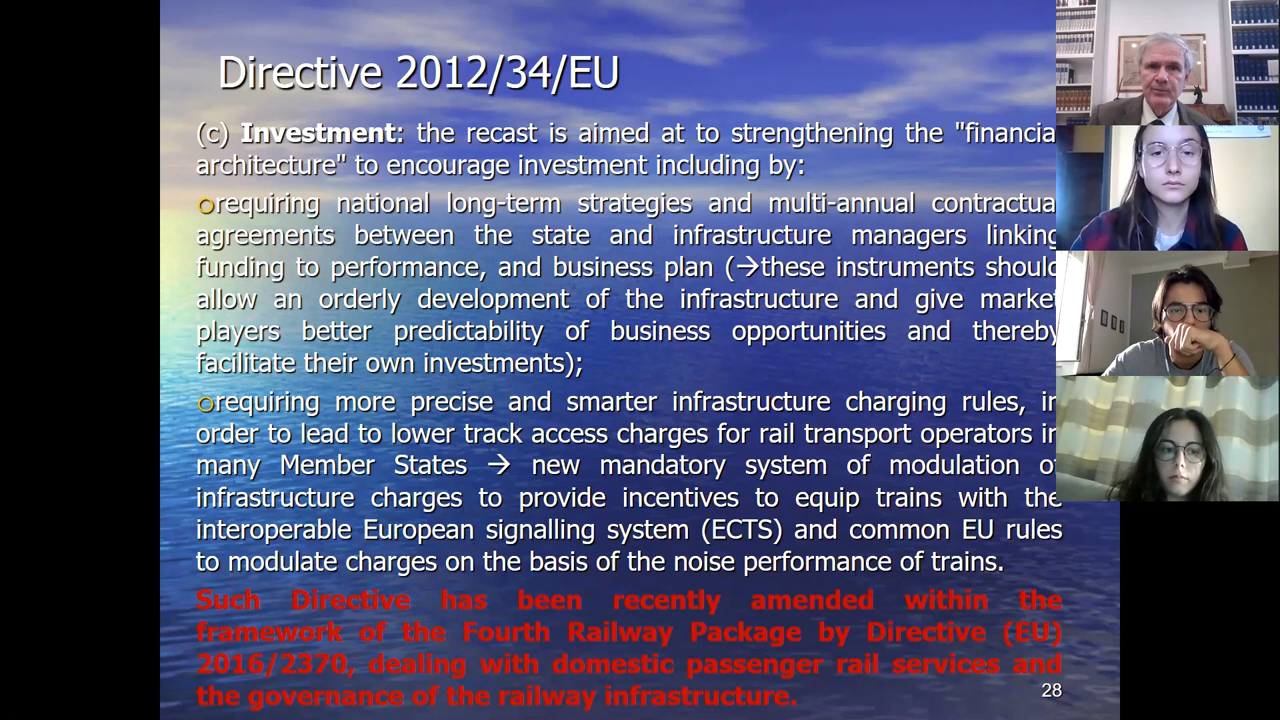 Directive 2012/34/EU
(c) Investment: the recast is aimed at to strengthening the "financia
architecture" to encourage investment including by:
orequiring national long-term strategies and multi-annual contractua
agreements between the state and infrastructure managers linking
funding to performance, and business plan (→these instruments should
allow an orderly development of the infrastructure and give market
players better predictability of business opportunities and thereby
facilitate their own investments);
orequiring more precise and smarter infrastructure charging rules, in
order to lead to lower track access charges for rail transport operators in
many Member States → new mandatory system of modulation of
infrastructure charges to provide incentives to equip trains with the
interoperable European signalling system (ECTS) and common EU rules
to modulate charges on the basis of the noise performance of trains.
Such Directive has been recently amended within the
framework of the Fourth Railway Package by Directive (EU)
2016/2370, dealing with domestic passenger rail services and
the governance of the railway infrastructure.
28